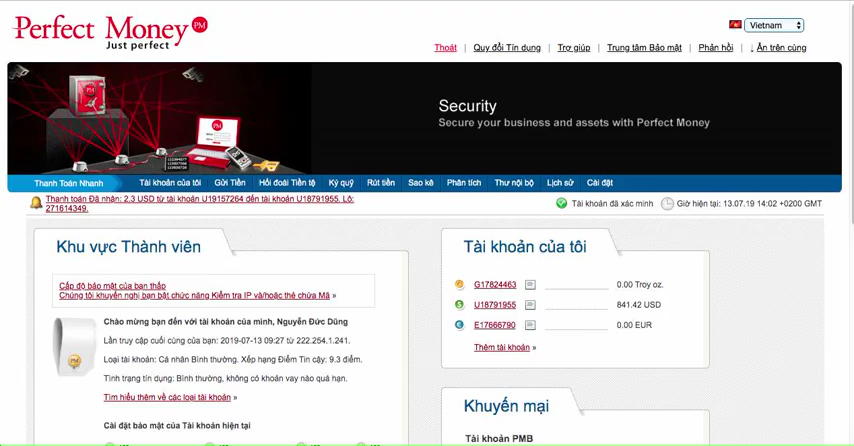 Perfect Money PM
Just perfect
Vietnam
Thoát | Quy đổi Tín dụng | Trợ giúp | Trung tâm Bảo mật | Phản hồi | ↓ Ẩn trên cùng
PM
PM
Security
Secure your business and assets with Perfect Money
Thanh Toán Nhanh Tài khoản của tôi Gửi Tiền Hối đoái Tiền tệ Ký quỹ Rút tiền Sao kê Phân tích Thư nội bộ Lịch sử Cài đặt
Thanh toán Đã nhận: 2.3 USD từ tài khoản U19157264 đến tài khoản U18791955. Lô:
271614349.
Tài khoản đã xác minh Giờ hiện tại: 13.07.19 14:02 +0200 GMT
Khu vực Thành viên
Cấp độ bảo mật của bạn thấp
Chúng tôi khuyến nghị bạn bật chức năng Kiểm tra IP và/hoặc thẻ chứa Mã »
Chào mừng bạn đến với tài khoản của mình, Nguyễn Đức Dũng
Lần truy cập cuối cùng của bạn: 2019-07-13 09:27 từ 222.254.1.241.
Loại tài khoản: Cá nhân Bình thường. Xếp hạng Điểm Tin cậy: 9.3 điểm.
Tình trạng tín dụng: Bình thường, không có khoản vay nào quá hạn.
PM
Tìm hiểu thêm về các loại tài khoản »
Cài đặt bảo mật của Tài khoản hiện tại
Tài khoản của tôi
G17824463 0.00 Troy oz.
U18791955 841.42 USD
E17666790 0.00 EUR
Thêm tài khoản »
Khuyến mại
Tài khoản PMB